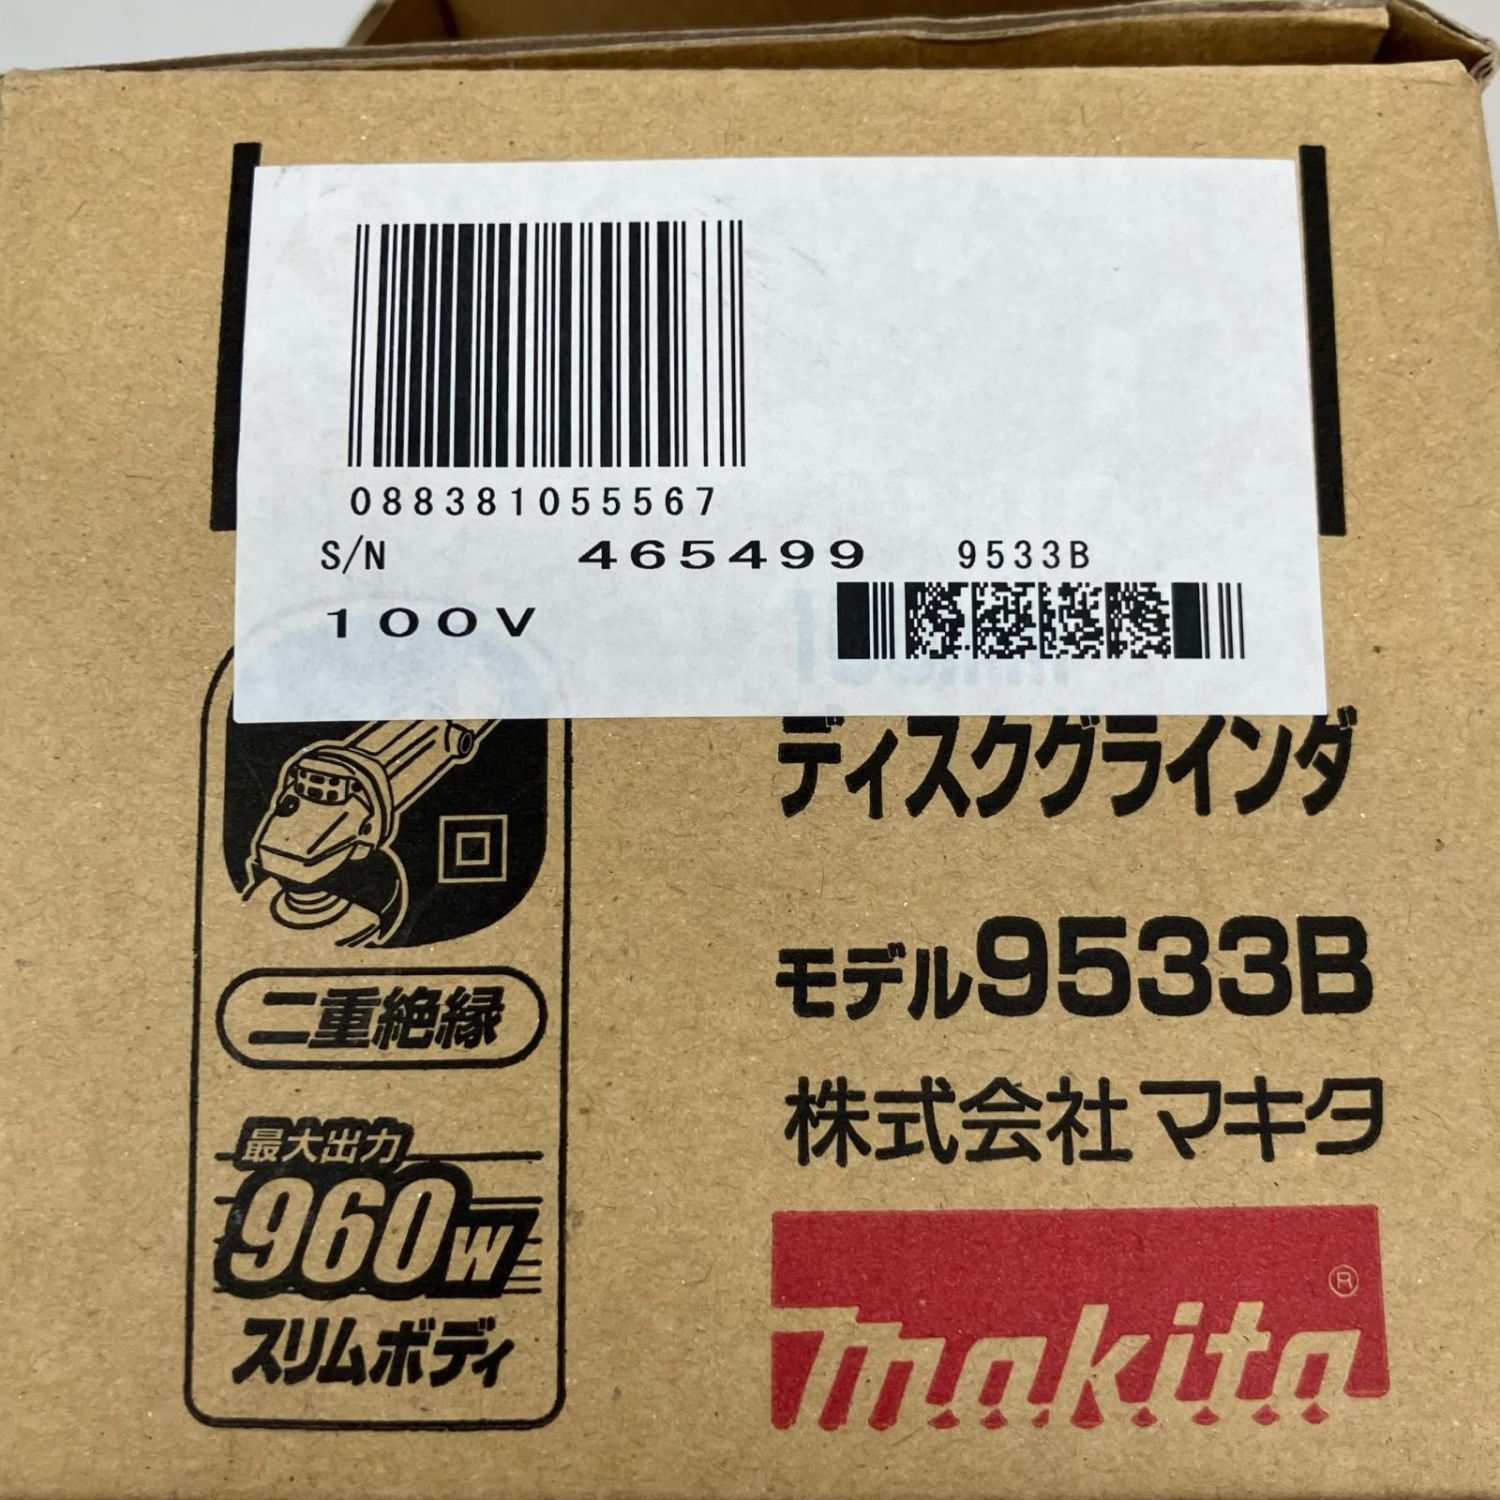 088381055567
S/N 465499 9533B
100V
ディスクグラインダ
モデル9533B
株式会社マキタ
makita®
二重絶縁
最大出力
960W
スリムボディ